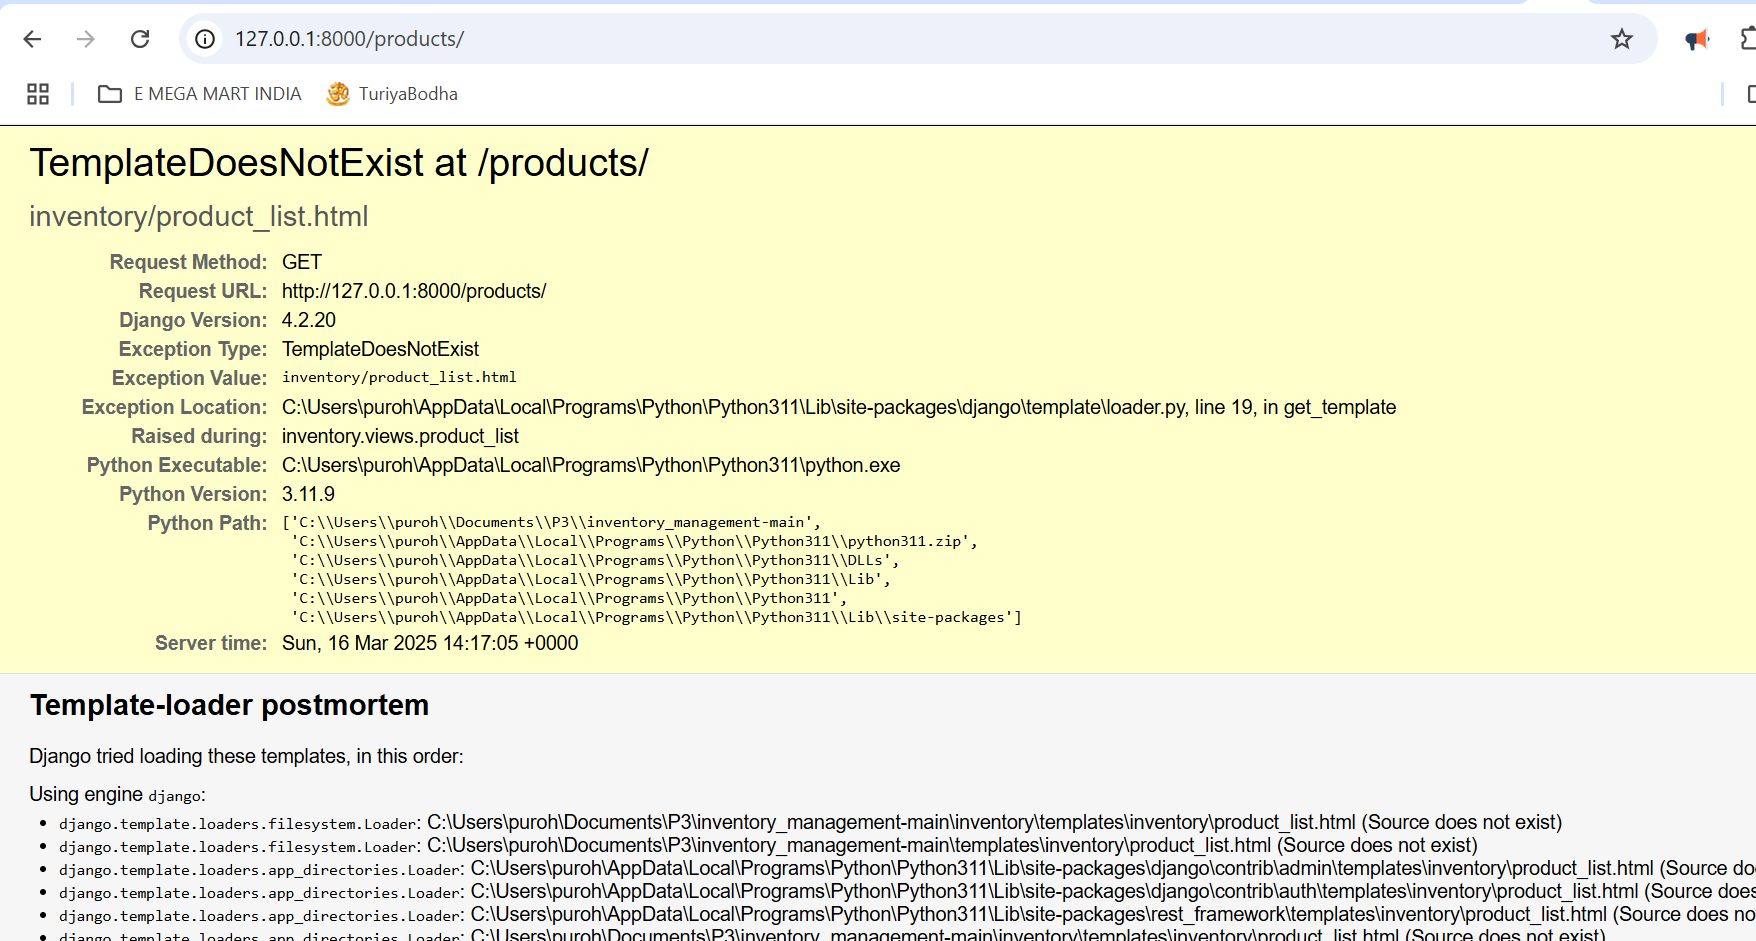 127.0.0.1:8000/products/
E MEGA MART INDIA TuriyaBodha
TemplateDoesNotExist at /products/
inventory/product_list.html
Request Method: GET
Request URL: http://127.0.0.1:8000/products/
Django Version: 4.2.20
Exception Type: TemplateDoesNotExist
Exception Value: inventory/product_list.html
Exception Location: C:\Users\puroh\AppData\Local\Programs\Python\Python311\Lib\site-packages\django\template\loader.py, line 19, in get_template
Raised during: inventory.views.product_list
Python Executable: C:\Users\puroh\AppData\Local\Programs\Python\Python311\python.exe
Python Version: 3.11.9
Python Path: ['C:\\Users\\puroh\\Documents\\P3\\inventory_management-main',
'C:\\Users\\puroh\\AppData\\Local\\Programs\\Python\\Python311\\python311.zip',
'C:\\Users\\puroh\\AppData\\Local\\Programs\\Python\\Python311\\DLLs',
'C:\\Users\\puroh\\AppData\\Local\\Programs\\Python\\Python311\\Lib',
'C:\\Users\\puroh\\AppData\\Local\\Programs\\Python\\Python311',
'C:\\Users\\puroh\\AppData\\Local\\Programs\\Python\\Python311\\Lib\\site-packages']
Server time: Sun, 16 Mar 2025 14:17:05 +0000
Template-loader postmortem
Django tried loading these templates, in this order:
Using engine django:
• django.template.loaders.filesystem.Loader: C:\Users\puroh\Documents\P3\inventory_management-main\inventory\templates\inventory\product_list.html (Source does not exist)
• django.template.loaders.filesystem.Loader: C:\Users\puroh\Documents\P3\inventory_management-main\templates\inventory\product_list.html (Source does not exist)
• django.template.loaders.app_directories.Loader: C:\Users\puroh\AppData\Local\Programs\Python\Python311\Lib\site-packages\django\contrib\admin\templates\inventory\product_list.html (Source do
• django.template.loaders.app_directories.Loader: C:\Users\puroh\AppData\Local\Programs\Python\Python311\Lib\site-packages\django\contrib\auth\templates\inventory\product_list.html (Source does
• django.template.loaders.app_directories.Loader: C:\Users\puroh\AppData\Local\Programs\Python\Python311\Lib\site-packages\rest_framework\templates\inventory\product_list.html (Source does no
• django.template.loaders.app_directories.Loader: C:\Users\puroh\Documents\P3\inventory_management-main\inventory\templates\inventory\product_list.html (Source does not exist)